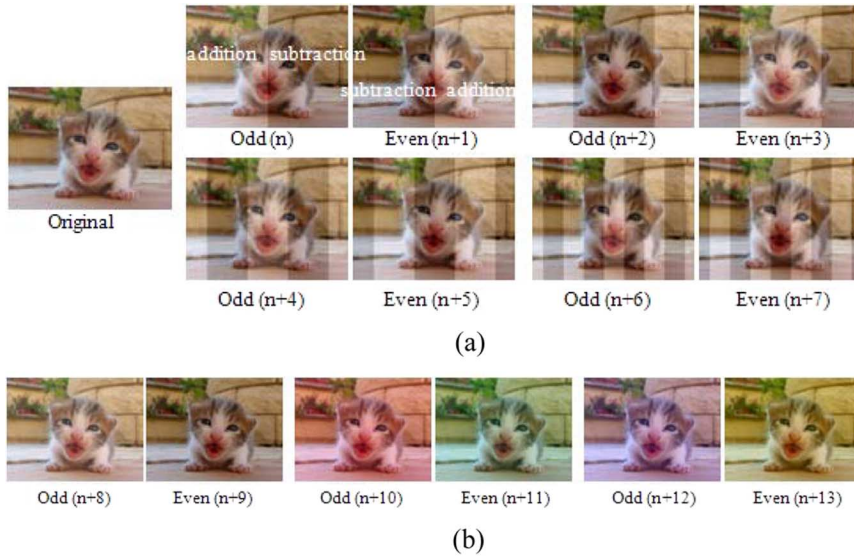 addition subtraction
subtraction addition
Odd (n) Even (n+1) Odd (n+2) Even (n+3)
Original
Odd (n+4) Even (n+5) Odd (n+6) Even (n+7)
(a)
Odd (n+8) Even (n+9) Odd (n+10) Even (n+11) Odd (n+12) Even (n+13)
(b)